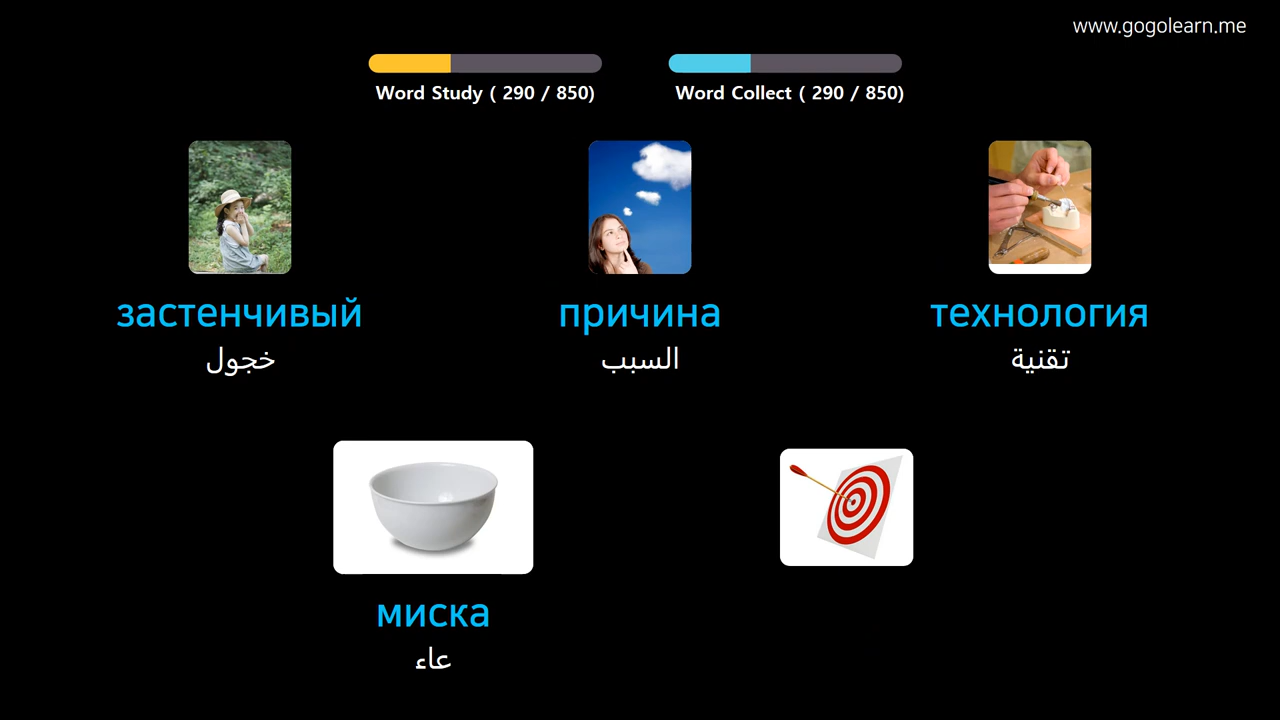 www.gogolearn.me
Word Study ( 290 / 850)
Word Collect ( 290 / 850)
застенчивый
خجول
причина
السبب
технология
تقنية
миска
عاء